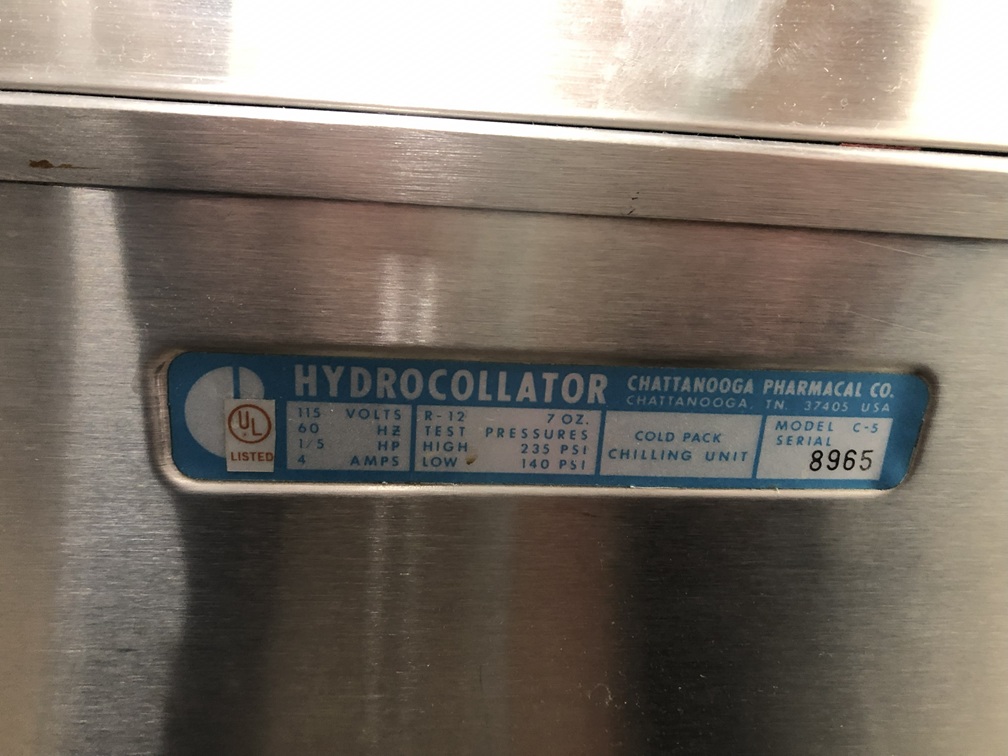 HYDROCOLLATOR
CHATTANOOGA PHARMACAL CO.
CHATTANOOGA, TN. 37405 USA
UL
LISTED
115 VOLTS
60 HZ
1/5 HP
4 AMPS
R-12 7 OZ.
TEST PRESSURES
HIGH 235 PSI
LOW 140 PSI
COLD PACK
CHILLING UNIT
MODEL C-5
SERIAL
8965